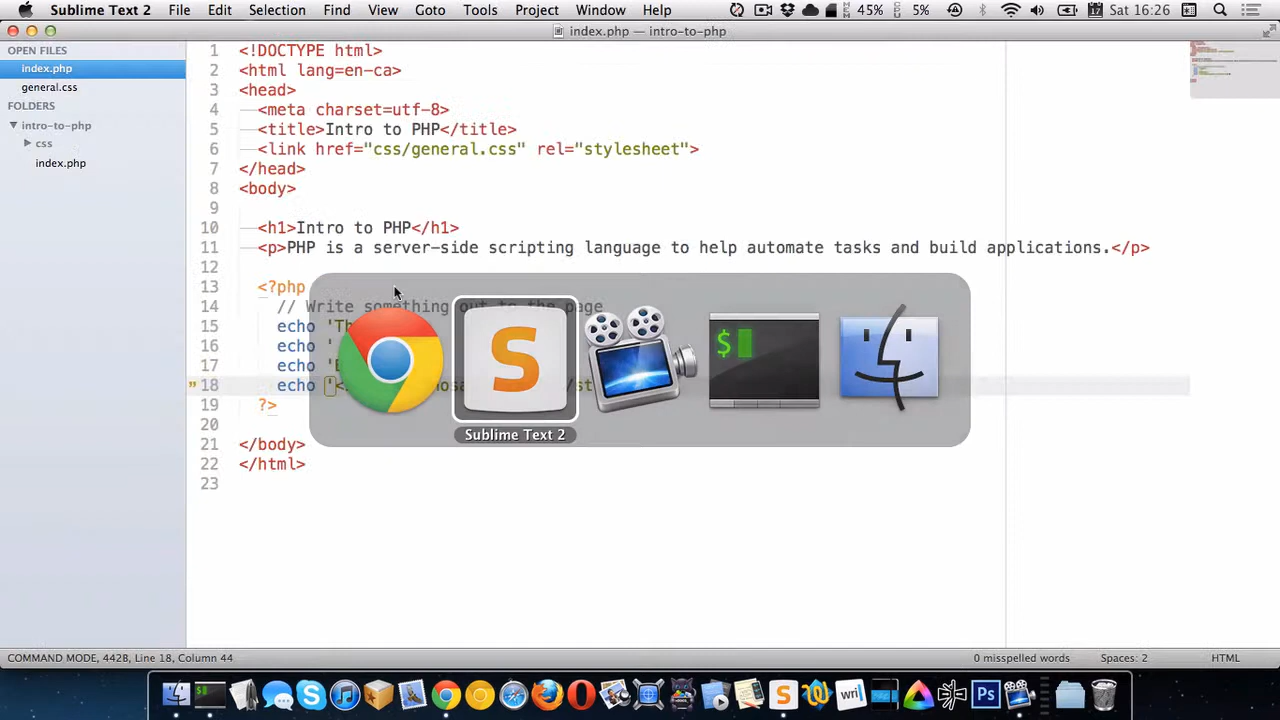 Sublime Text 2 File Edit Selection Find View Goto Tools Project Window Help 45% 5% 17 Sat 16:26
index.php — intro-to-php
OPEN FILES
index.php
general.css
FOLDERS
intro-to-php
css
index.php
1 <!DOCTYPE html>
2 <html lang=en-ca>
3 <head>
4 <meta charset=utf-8>
5 <title>Intro to PHP</title>
6 <link href="css/general.css" rel="stylesheet">
7 </head>
8 <body>
9
10 <h1>Intro to PHP</h1>
11 <p>PHP is a server-side scripting language to help automate tasks and build applications.</p>
12
13 <?php
14 // Write something out to the page
15 echo 'Th
16 echo '
17 echo 'E
18 echo '<
19 ?>
20
21 </body>
22 </html>
23
$
S
Sublime Text 2
COMMAND MODE, 442B, Line 18, Column 44 0 misspelled words Spaces: 2 HTML
$
S
wri
Ps